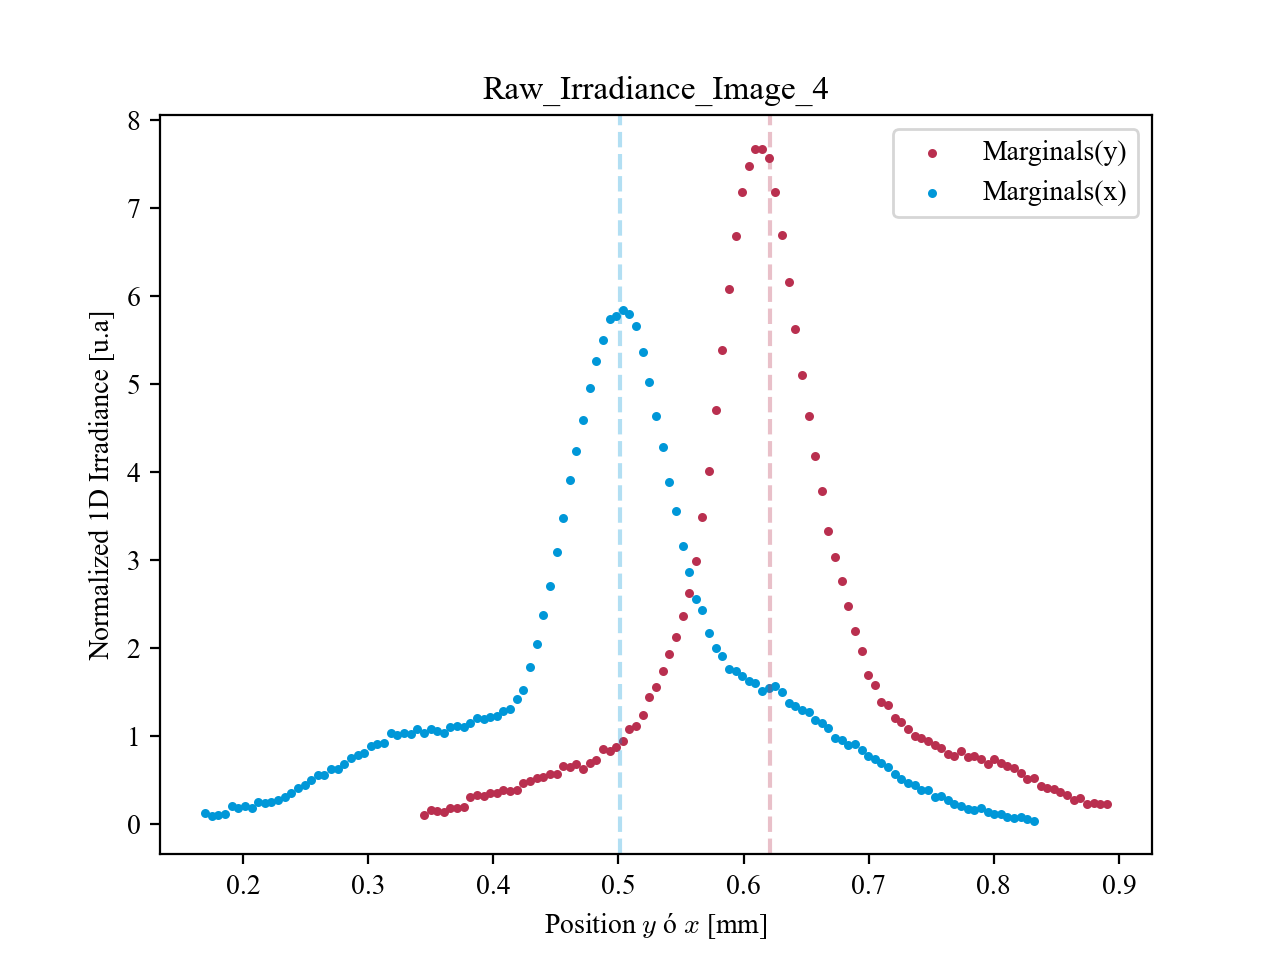 Raw_Irradiance_Image_4
Marginals(y)
Marginals(x)
Normalized 1D Irradiance [u.a]
8
7
6
5
4
3
2
1
0
0.2 0.3 0.4 0.5 0.6 0.7 0.8 0.9
Position y ó x [mm]